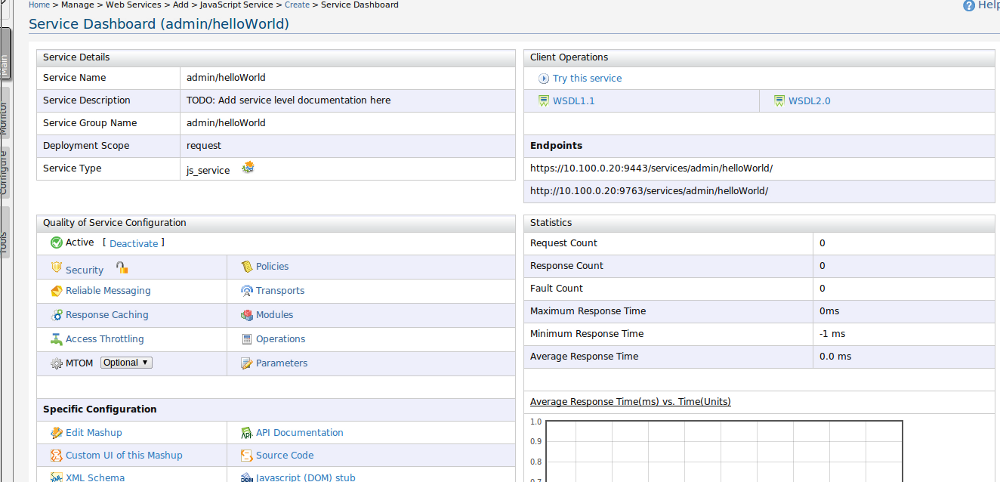 Home > Manage > Web Services > Add > JavaScript Service > Create > Service Dashboard
Help
Service Dashboard (admin/helloWorld)
Main
Monitor
Configure
Tools
Service Details
Service Name admin/helloWorld
Service Description TODO: Add service level documentation here
Service Group Name admin/helloWorld
Deployment Scope request
Service Type js_service
Client Operations
Try this service
WSDL1.1 WSDL2.0
Endpoints
https://10.100.0.20:9443/services/admin/helloWorld/
http://10.100.0.20:9763/services/admin/helloWorld/
Quality of Service Configuration
Active [ Deactivate ]
Security Policies
Reliable Messaging Transports
Response Caching Modules
Access Throttling Operations
MTOM Optional Parameters
Specific Configuration
Edit Mashup API Documentation
Custom UI of this Mashup Source Code
XML Schema Javascript (DOM) stub
Statistics
Request Count 0
Response Count 0
Fault Count 0
Maximum Response Time 0ms
Minimum Response Time -1 ms
Average Response Time 0.0 ms
Average Response Time(ms) vs. Time(Units)
1.0
0.9
0.8
0.7